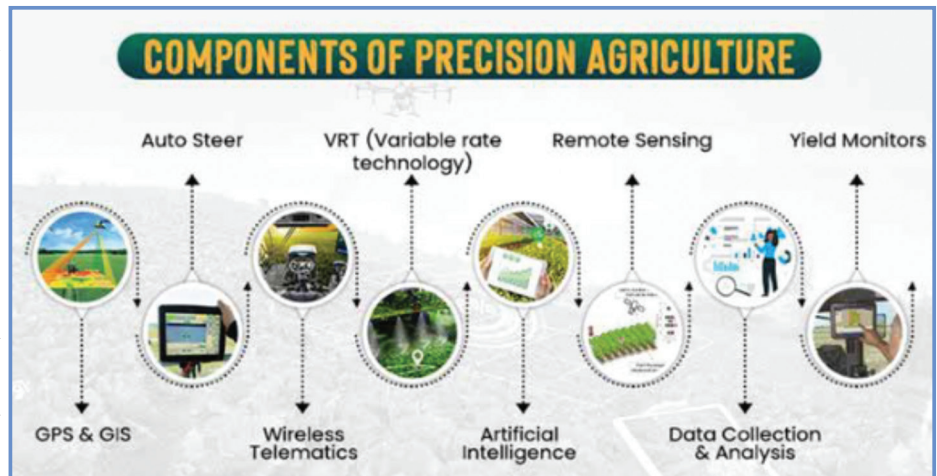 COMPONENTS OF PRECISION AGRICULTURE
Auto Steer
VRT (Variable rate
technology)
Remote Sensing
Yield Monitors
GPS & GIS
Wireless
Telematics
Artificial
Intelligence
Data Collection
& Analysis